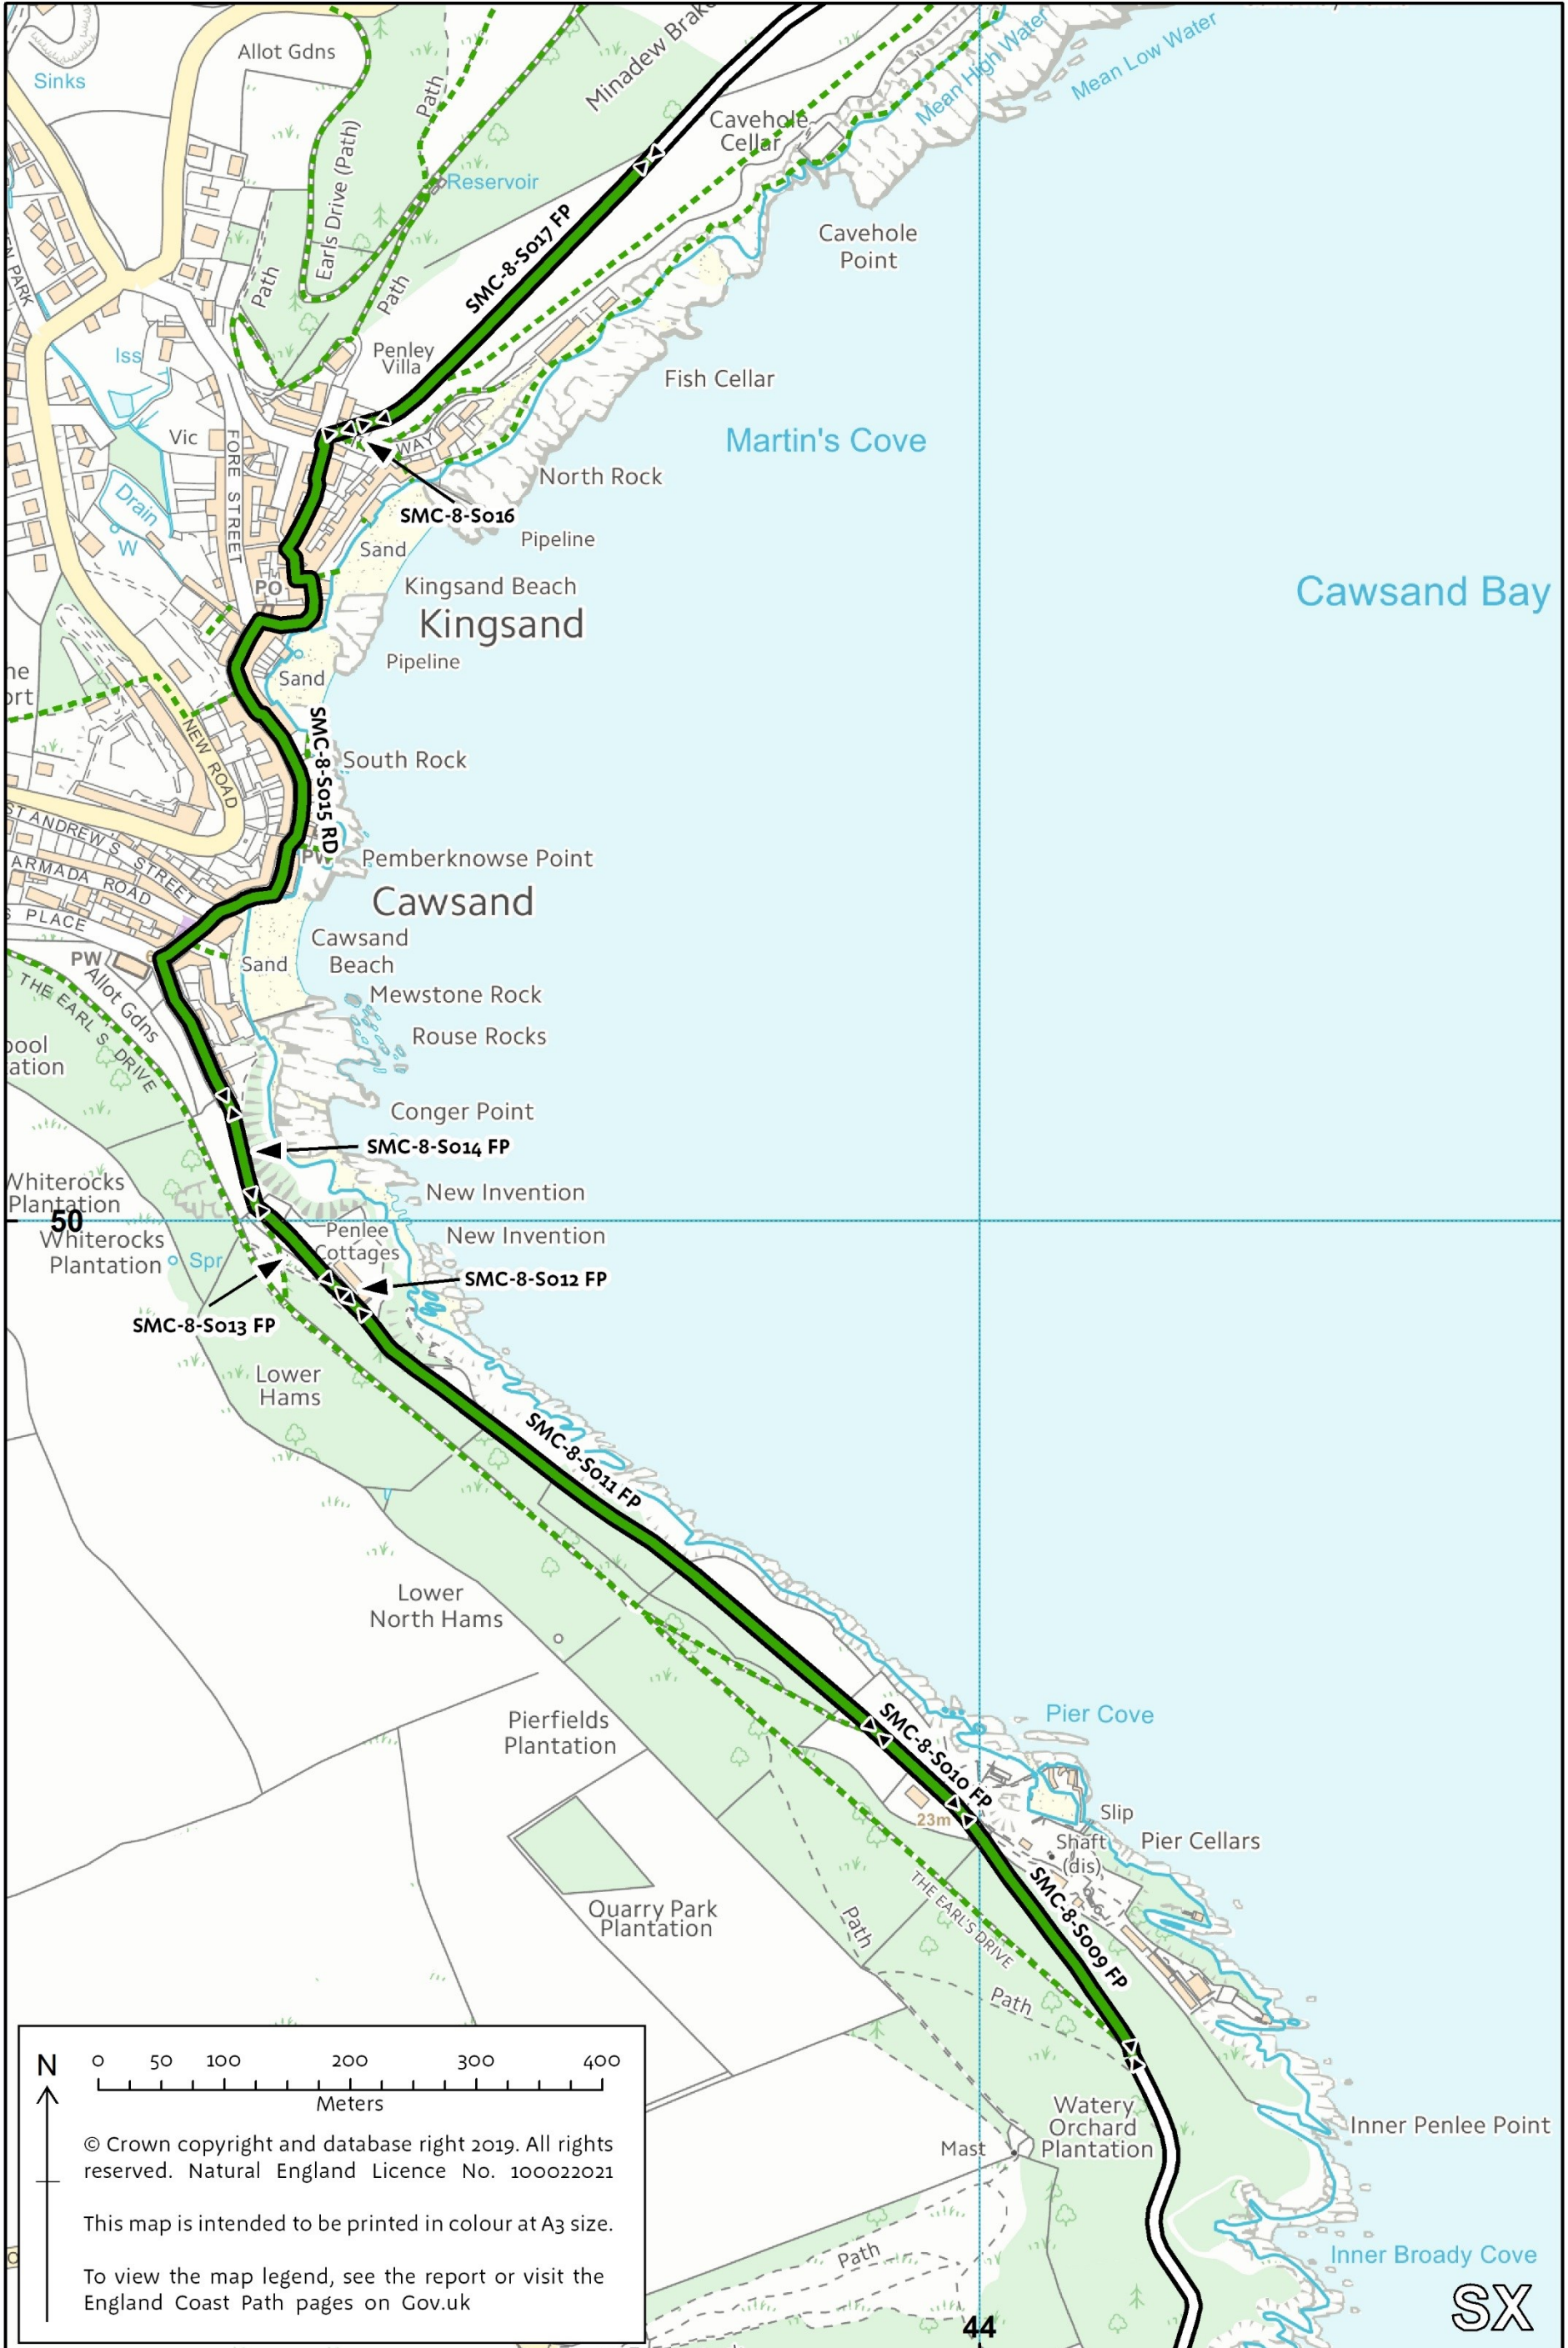 Allot Gdns
Sinks
Path
Minadew Brake
Mean High Water
Mean Low Water
Cavehole
Cellar
Earls Drive (Path)
Reservoir
SMC-8-S017 FP
Cavehole
Point
Path
Path
Iss
Penley
Villa
Fish Cellar
Martin's Cove
Vic
FORE STREET
WAY
North Rock
Drain
W
SMC-8-S016
Sand
Pipeline
PO
Kingsand Beach
Kingsand
Cawsand Bay
Pipeline
Sand
NEW ROAD
SMC-8-S015 RD
South Rock
ST ANDREW'S STREET
PW
Pemberknowse Point
ARMADA ROAD
Cawsand
PLACE
Cawsand
Beach
PW
Sand
Allot Gdns
THE EARL'S DRIVE
Mewstone Rock
Rouse Rocks
Conger Point
SMC-8-S014 FP
Whiterocks
Plantation
New Invention
50
Whiterocks
Plantation
Spr
Penlee
Cottages
New Invention
SMC-8-S012 FP
SMC-8-S013 FP
Lower
Hams
SMC-8-S011 FP
Lower
North Hams
Pierfields
Plantation
SMC-8-S010 FP
Pier Cove
23m
Slip
Shaft
(dis)
Pier Cellars
Quarry Park
Plantation
Path
THE EARL'S DRIVE
SMC-8-S009 FP
Path
Watery
Orchard
Plantation
Mast
Inner Penlee Point
Path
Inner Broady Cove
SX
44
N
0 50 100 200 300 400
Meters
© Crown copyright and database right 2019. All rights
reserved. Natural England Licence No. 100022021
This map is intended to be printed in colour at A3 size.
To view the map legend, see the report or visit the
England Coast Path pages on Gov.uk